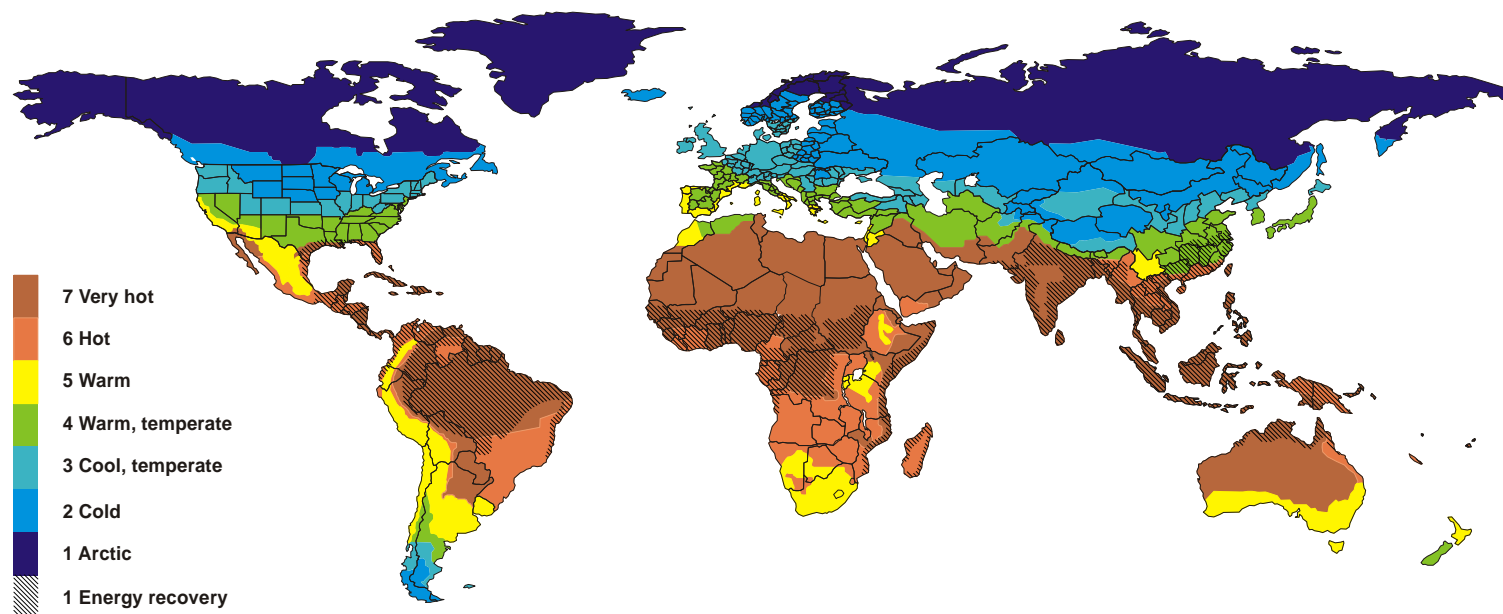 7 Very hot
6 Hot
5 Warm
4 Warm, temperate
3 Cool, temperate
2 Cold
1 Arctic
1 Energy recovery